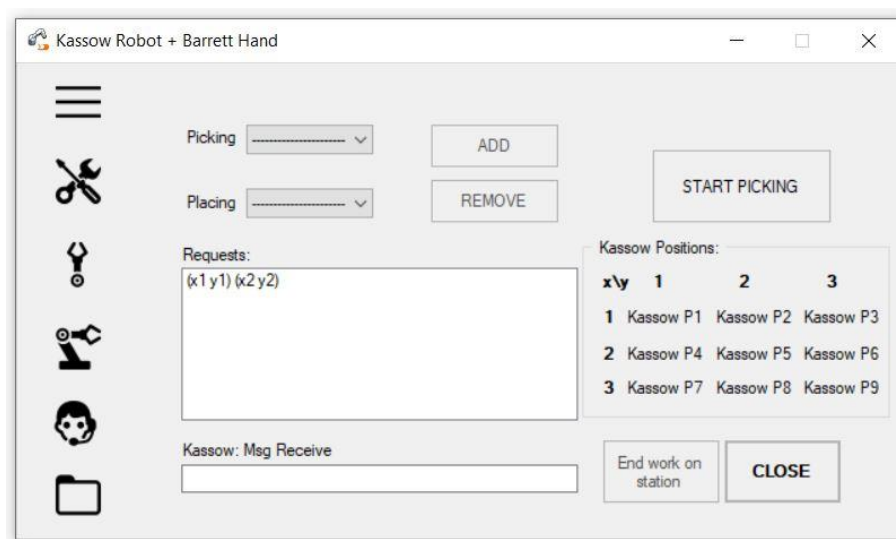 Kassow Robot + Barrett Hand
Picking --------------------- ADD
Placing --------------------- REMOVE
START PICKING
Requests:
(x1 y1) (x2 y2)
Kassow Positions:
x\y 1 2 3
1 Kassow P1 Kassow P2 Kassow P3
2 Kassow P4 Kassow P5 Kassow P6
3 Kassow P7 Kassow P8 Kassow P9
Kassow: Msg Receive
End work on
station
CLOSE